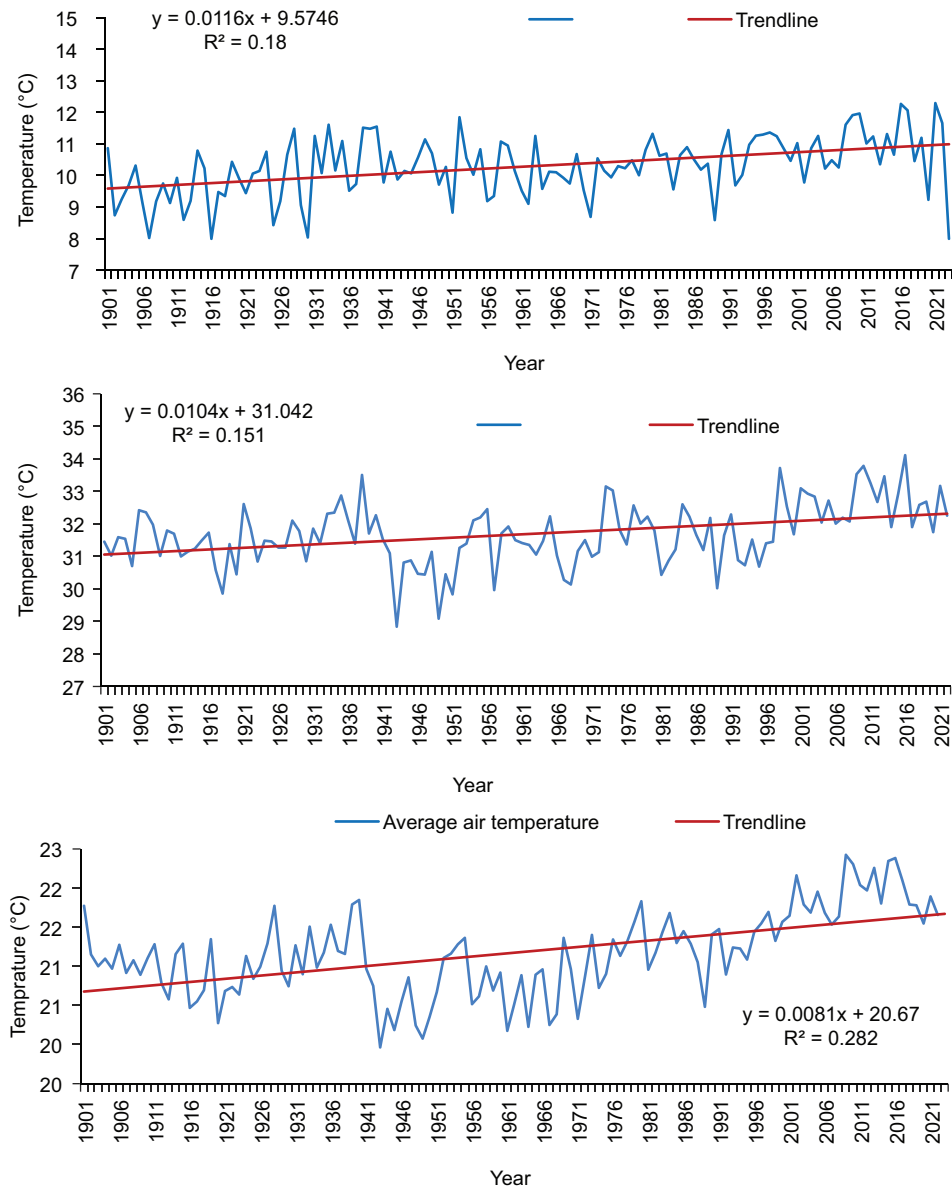 y = 0.0116x + 9.5746
R² = 0.18
Trendline
Temperature (°C)
15
14
13
12
11
10
9
8
7
1901 1906 1911 1916 1921 1926 1931 1936 1941 1946 1951 1956 1961 1966 1971 1976 1981 1986 1991 1996 2001 2006 2011 2016 2021
Year
y = 0.0104x + 31.042
R² = 0.151
Trendline
Temperature (°C)
36
35
34
33
32
31
30
29
28
27
1901 1906 1911 1916 1921 1926 1931 1936 1941 1946 1951 1956 1961 1966 1971 1976 1981 1986 1991 1996 2001 2006 2011 2016 2021
Year
Average air temperature Trendline
Temprature (°C)
23
22
22
21
21
20
20
y = 0.0081x + 20.67
R² = 0.282
1901 1906 1911 1916 1921 1926 1931 1936 1941 1946 1951 1956 1961 1966 1971 1976 1981 1986 1991 1996 2001 2006 2011 2016 2021
Year